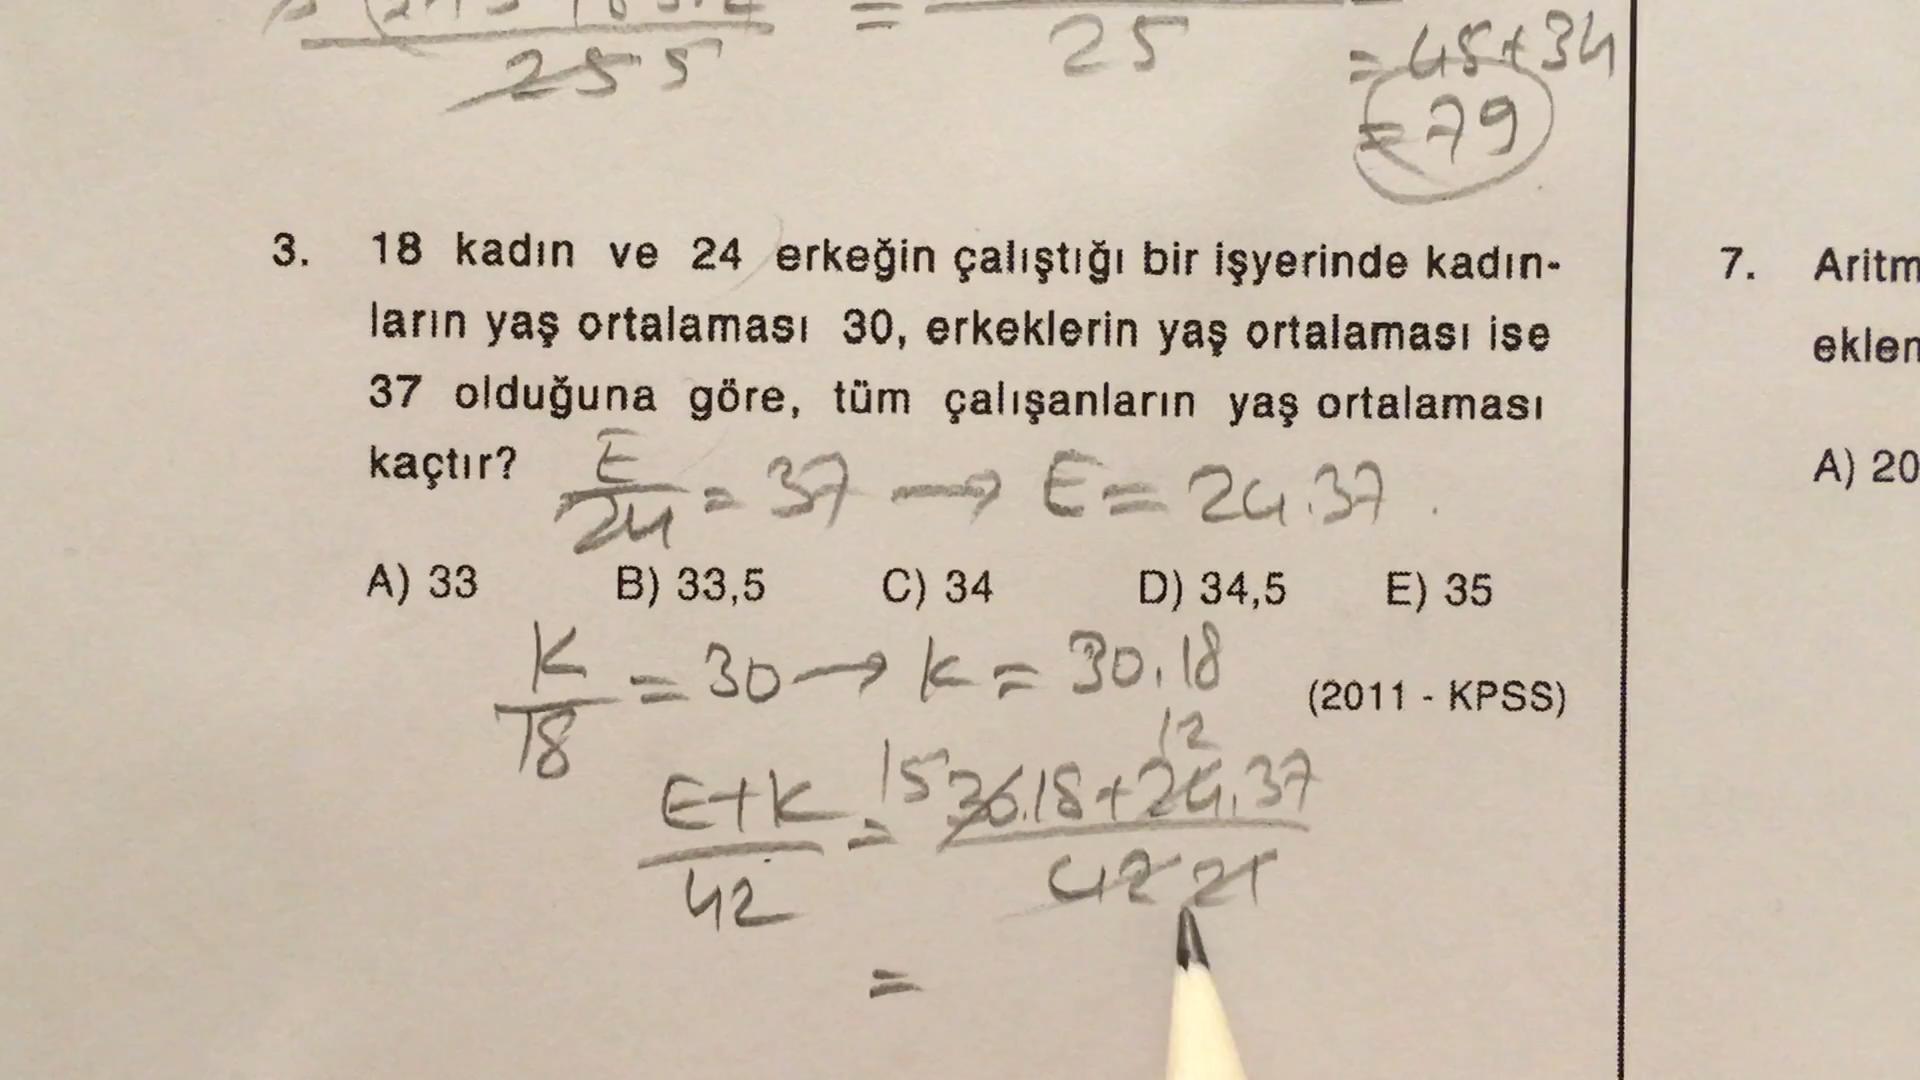 25 5
= 25
= 45+34
= 79
3. 18 kadın ve 24 erkeğin çalıştığı bir işyerinde kadın-
ların yaş ortalaması 30, erkeklerin yaş ortalaması ise
37 olduğuna göre, tüm çalışanların yaş ortalaması
kaçtır?
E/24 = 37 → E = 24.37
A) 33 B) 33,5 C) 34 D) 34,5 E) 35
K/18 = 30 → K = 30.18
(2011 - KPSS)
12
E+K/42 = 15 30.18+24.37/42 21
=
7. Aritm
eklen
A) 20